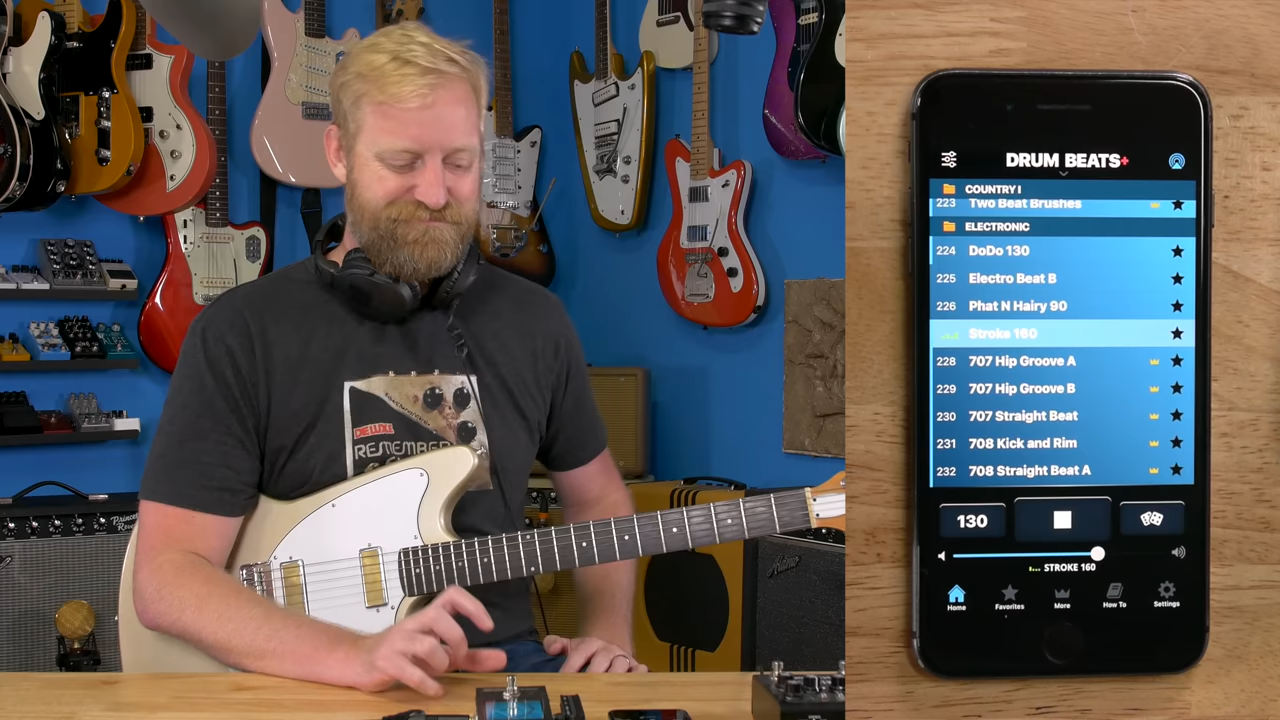 DELUXE
REMEMBER
Princeton
Reverb
DRUM BEATS+
COUNTRY I
223 Two Beat Brushes
ELECTRONIC
224 DoDo 130
225 Electro Beat B
226 Phat N Hairy 90
Stroke 160
228 707 Hip Groove A
229 707 Hip Groove B
230 707 Straight Beat
231 708 Kick and Rim
232 708 Straight Beat A
130
STROKE 160
Home Favorites More How To Settings